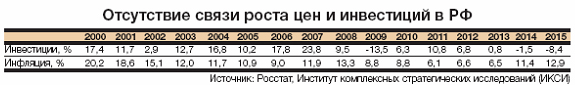 Отсутствие связи роста цен и инвестиций в РФ
2000 2001 2002 2003 2004 2005 2006 2007 2008 2009 2010 2011 2012 2013 2014 2015
Инвестиции, % 17,4 11,7 2,9 12,7 16,8 10,2 17,8 23,8 9,5 -13,5 6,3 10,8 6,8 0,8 -1,5 -8,4
Инфляция, % 20,2 18,6 15,1 12,0 11,7 10,9 9,0 11,9 13,3 8,8 8,8 6,1 6,6 6,5 11,4 12,9
Источник: Росстат, Институт комплексных стратегических исследований (ИКСИ)